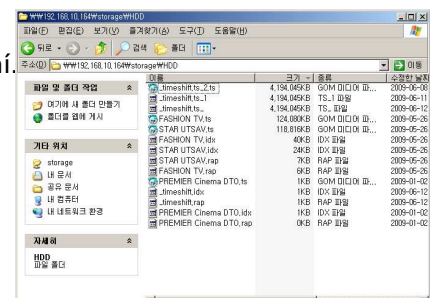 ní.
\\192.168.10.164\storage\HDD
파일(F) 편집(E) 보기(V) 즐겨찾기(A) 도구(T) 도움말(H)
뒤로 검색 폴더
주소(D) \\192.168.10.164\storage\HDD 이동
파일 및 폴더 작업
여기에 새 폴더 만들기
폴더를 웹에 게시
기타 위치
storage
내 문서
공유 문서
내 컴퓨터
내 네트워크 환경
자세히
HDD
파일 폴더
이름 크기 종류 수정한 날짜
_timeshift,ts_2.ts 4,194,045KB GOM 미디어 파... 2009-06-08
_timeshift,ts_1 4,194,045KB TS_1 파일 2009-06-11
_timeshift,ts_ 4,194,045KB TS_ 파일 2009-06-12
FASHION TV.ts 124,080KB GOM 미디어 파... 2009-05-26
STAR UTSAV.ts 118,816KB GOM 미디어 파... 2009-05-26
FASHION TV.idx 40KB IDX 파일 2009-05-26
STAR UTSAV.idx 24KB IDX 파일 2009-05-26
STAR UTSAV.rap 7KB RAP 파일 2009-05-26
FASHION TV.rap 6KB RAP 파일 2009-05-26
PREMIER Cinema DTO.ts 1KB GOM 미디어 파... 2009-01-02
_timeshift.idx 1KB IDX 파일 2009-06-12
_timeshift.rap 1KB RAP 파일 2009-06-12
PREMIER Cinema DTO.idx 1KB IDX 파일 2009-01-02
PREMIER Cinema DTO.rap 0KB RAP 파일 2009-01-02